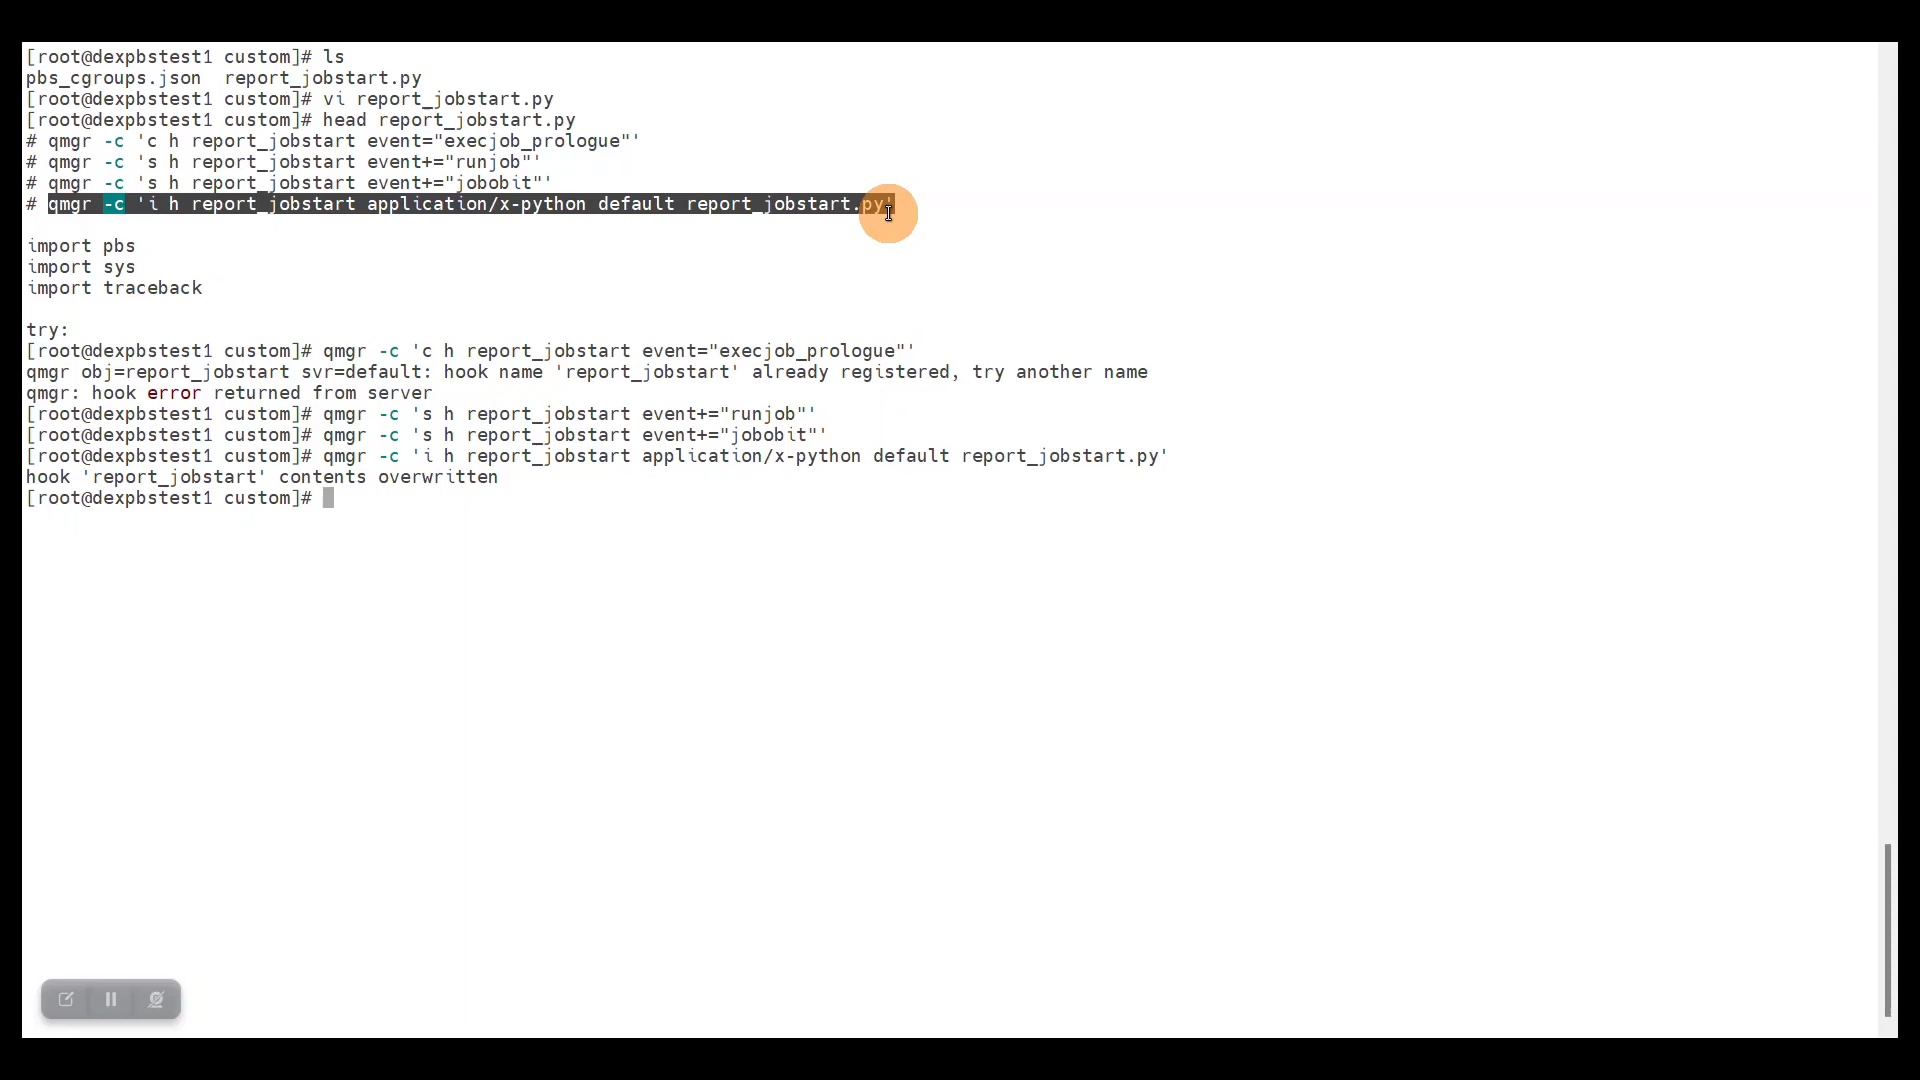 [root@dexpbstest1 custom]# ls
pbs_cgroups.json  report_jobstart.py
[root@dexpbstest1 custom]# vi report_jobstart.py
[root@dexpbstest1 custom]# head report_jobstart.py
# qmgr -c 'c h report_jobstart event="execjob_prologue"'
# qmgr -c 's h report_jobstart event+="runjob"'
# qmgr -c 's h report_jobstart event+="jobobit"'
# qmgr -c 'i h report_jobstart application/x-python default report_jobstart.py'
import pbs
import sys
import traceback
try:
[root@dexpbstest1 custom]# qmgr -c 'c h report_jobstart event="execjob_prologue"'
qmgr obj=report_jobstart svr=default: hook name 'report_jobstart' already registered, try another name
qmgr: hook error returned from server
[root@dexpbstest1 custom]# qmgr -c 's h report_jobstart event+="runjob"'
[root@dexpbstest1 custom]# qmgr -c 's h report_jobstart event+="jobobit"'
[root@dexpbstest1 custom]# qmgr -c 'i h report_jobstart application/x-python default report_jobstart.py'
hook 'report_jobstart' contents overwritten
[root@dexpbstest1 custom]#